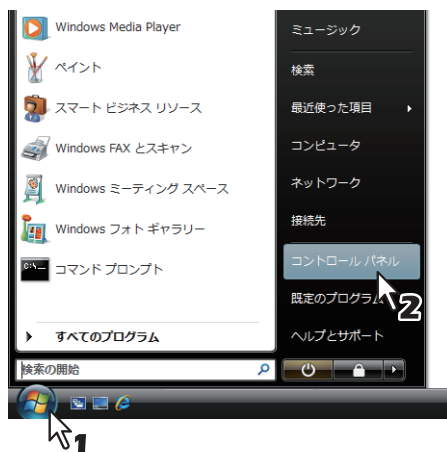 Windows Media Player
ペイント
スマート ビジネス リソース
Windows FAX とスキャン
Windows ミーティング スペース
Windows フォト ギャラリー
C:\_
コマンド プロンプト
すべてのプログラム
検索の開始
ミュージック
検索
最近使った項目
コンピュータ
ネットワーク
接続先
コントロール パネル
既定のプログラム
ヘルプとサポート
2
1